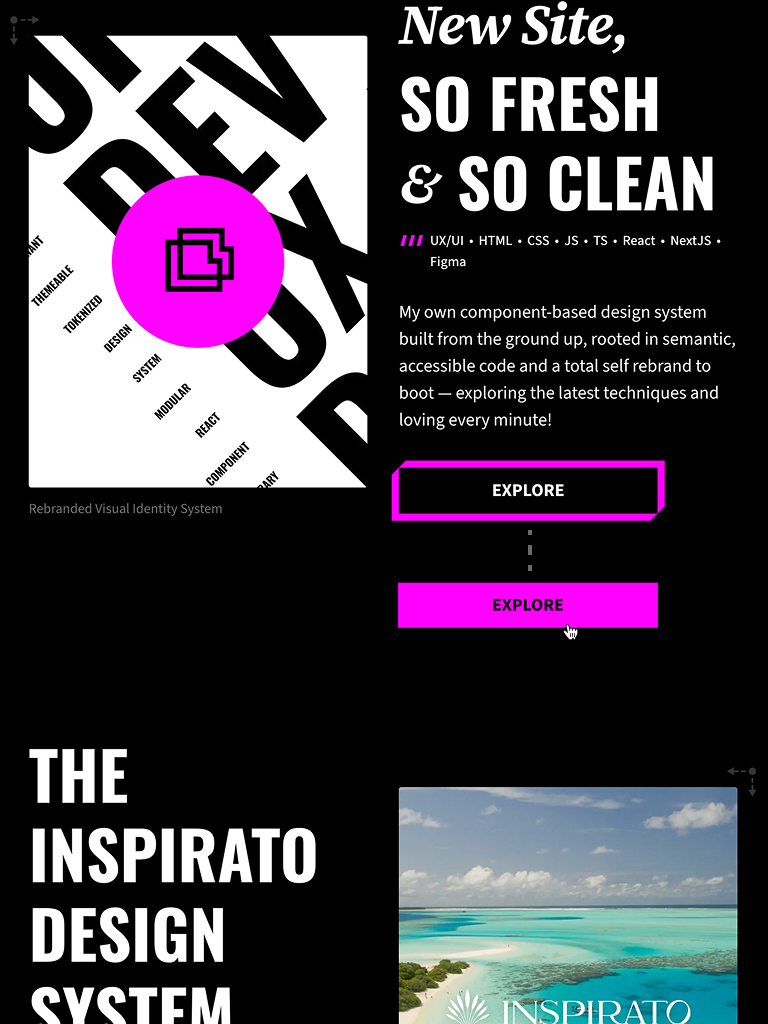 UI
DEV
UX
D
THEMEABLE
TOKENIZED
DESIGN
SYSTEM
MODULAR
REACT
COMPONENT
Rebranded Visual Identity System
New Site,
SO FRESH
& SO CLEAN
/// UX/UI • HTML • CSS • JS • TS • React • NextJS •
Figma
My own component-based design system
built from the ground up, rooted in semantic,
accessible code and a total self rebrand to
boot — exploring the latest techniques and
loving every minute!
EXPLORE
EXPLORE
THE
INSPIRATO
DESIGN
SYSTEM
INSPIRATO